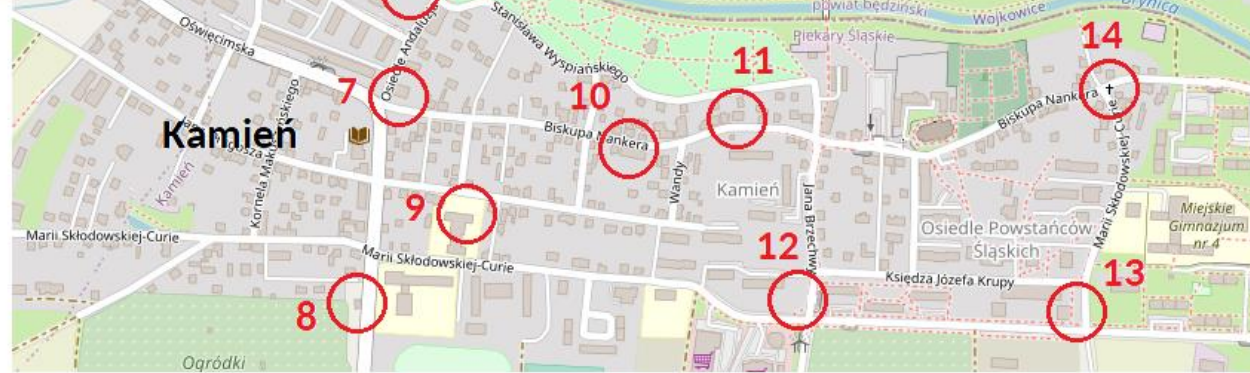 powiat będziński
Wojkowice
Brynica
Piekary Śląskie
Oświęcimska
Osiedle Andaluzja
Stanisława Wyspiańskiego
7
10
11
14
Kamień
Biskupa Nankera
Biskupa Nankera
Kornela Makuszyńskiego
Kamień
Wandy
Kamień
Jana Brzechwy
Marii Skłodowskiej-Curie
9
Marii Skłodowskiej-Curie
Marii Skłodowskiej-Curie
Osiedle Powstańców
Śląskich
Miejskie
Gimnazjum
nr 4
12
Księdza Józefa Krupy
13
8
Ogródki